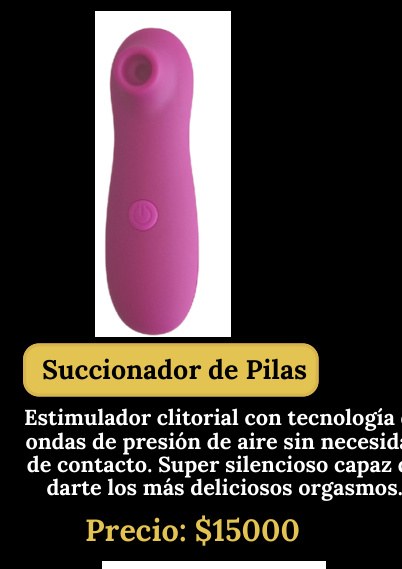 Succionador de Pilas
Estimulador clitorial con tecnología
ondas de presión de aire sin necesida
de contacto. Super silencioso capaz
darte los más deliciosos orgasmos.
Precio: $15000